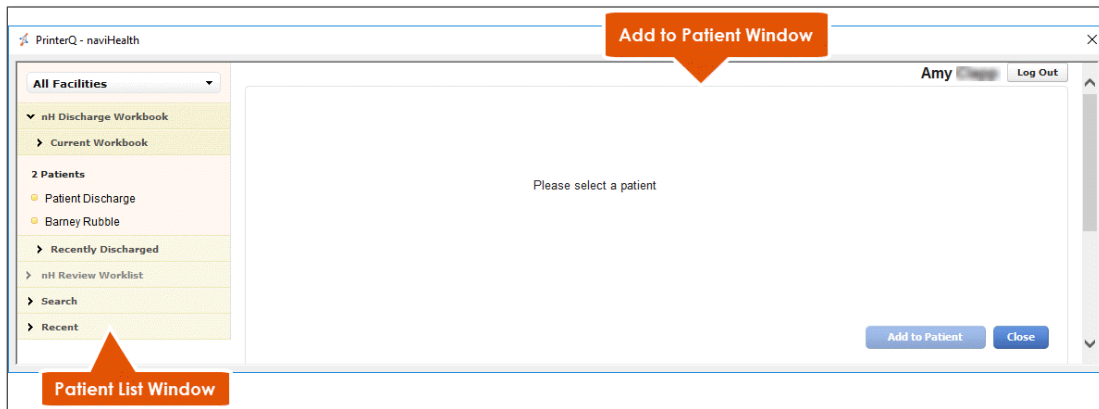 Add to Patient Window
PrinterQ - naviHealth
Amy
Log Out
All Facilities
nH Discharge Workbook
Current Workbook
2 Patients
Patient Discharge
Barney Rubble
Recently Discharged
nH Review Worklist
Search
Recent
Please select a patient
Add to Patient
Close
Patient List Window